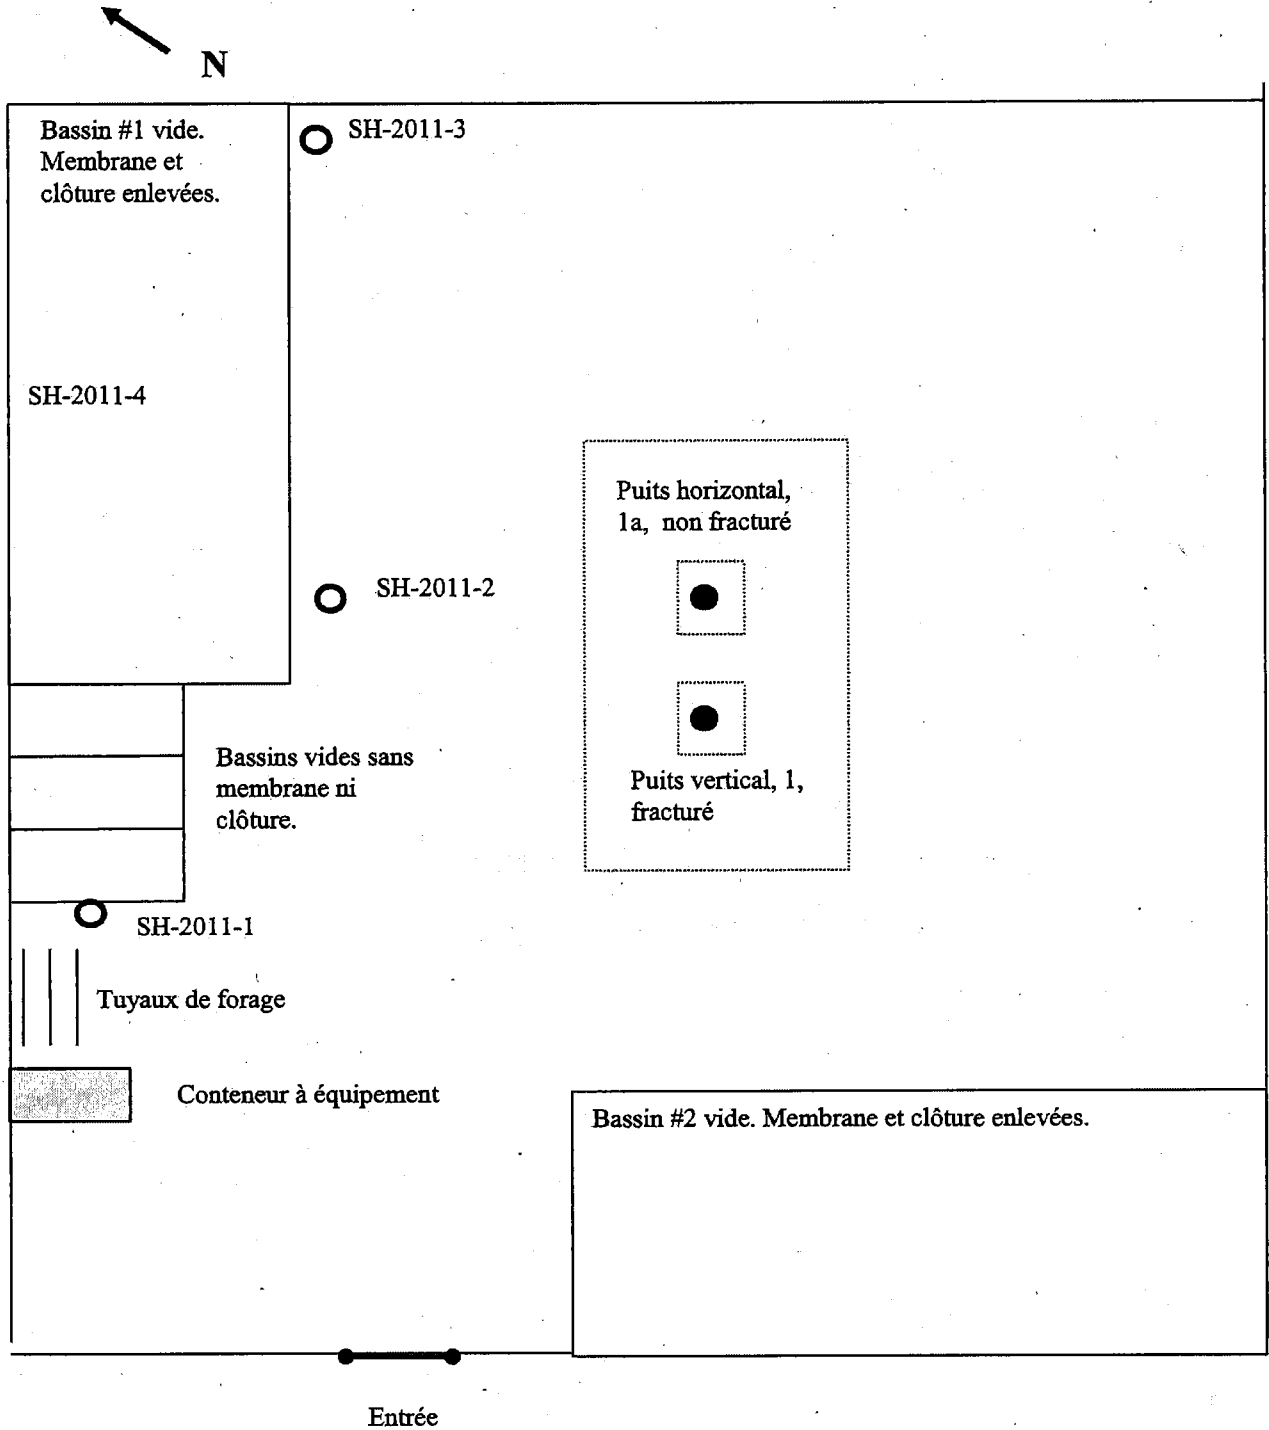 N
Bassin #1 vide.
Membrane et
clôture enlevées.
SH-2011-3
SH-2011-4
Puits horizontal,
1a, non fracturé
SH-2011-2
Bassins vides sans
membrane ni
clôture.
Puits vertical, 1,
fracturé
SH-2011-1
Tuyaux de forage
Conteneur à équipement
Bassin #2 vide. Membrane et clôture enlevées.
Entrée